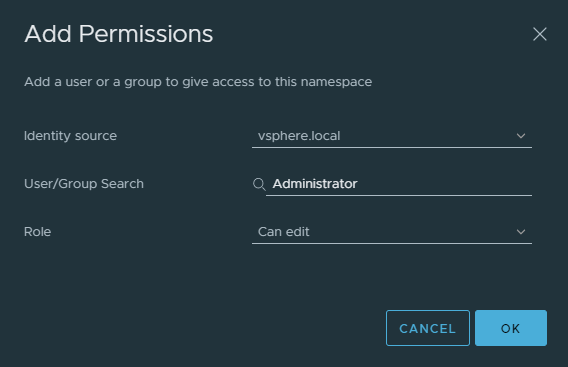 Add Permissions
Add a user or a group to give access to this namespace
Identity source vsphere.local
User/Group Search Administrator
Role Can edit
CANCEL OK